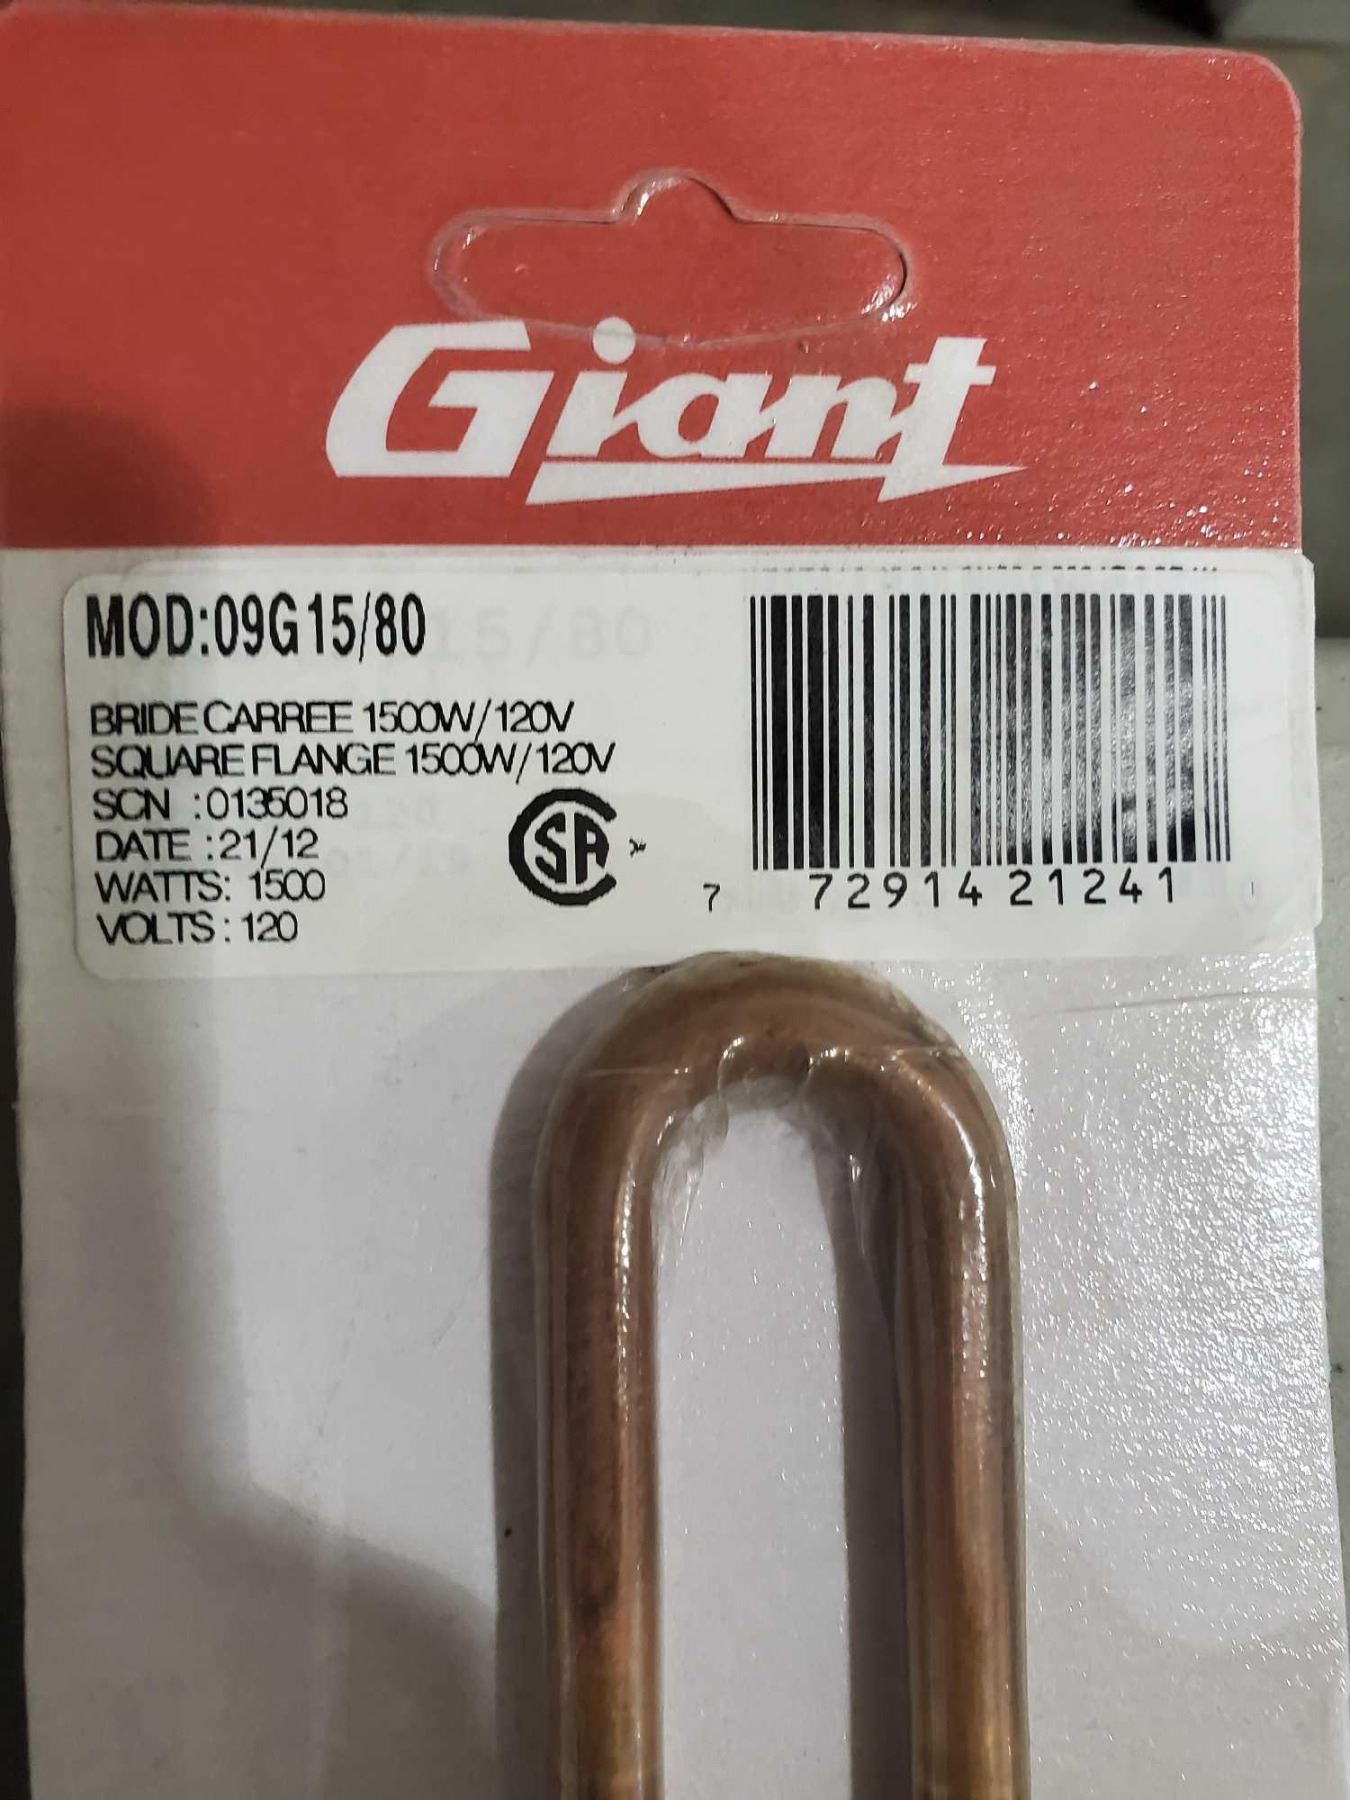 Giant
MOD:09G15/80
BRIDE CARREE 1500W/120V
SQUARE FLANGE 1500W/120V
SCN :0135018
DATE :21/12
WATTS: 1500
VOLTS: 120
CSA
7 72914 21241